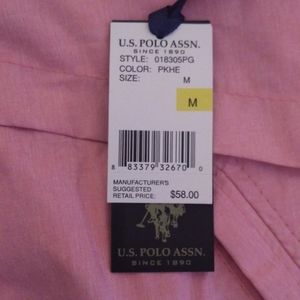 U.S. POLO ASSN.
SINCE 1890
STYLE: 018305PG
COLOR: PKHE
SIZE: M
M
8 83379 32670 0
MANUFACTURER'S
SUGGESTED
RETAIL PRICE: $58.00
U.S. POLO ASSN.
SINCE 1890